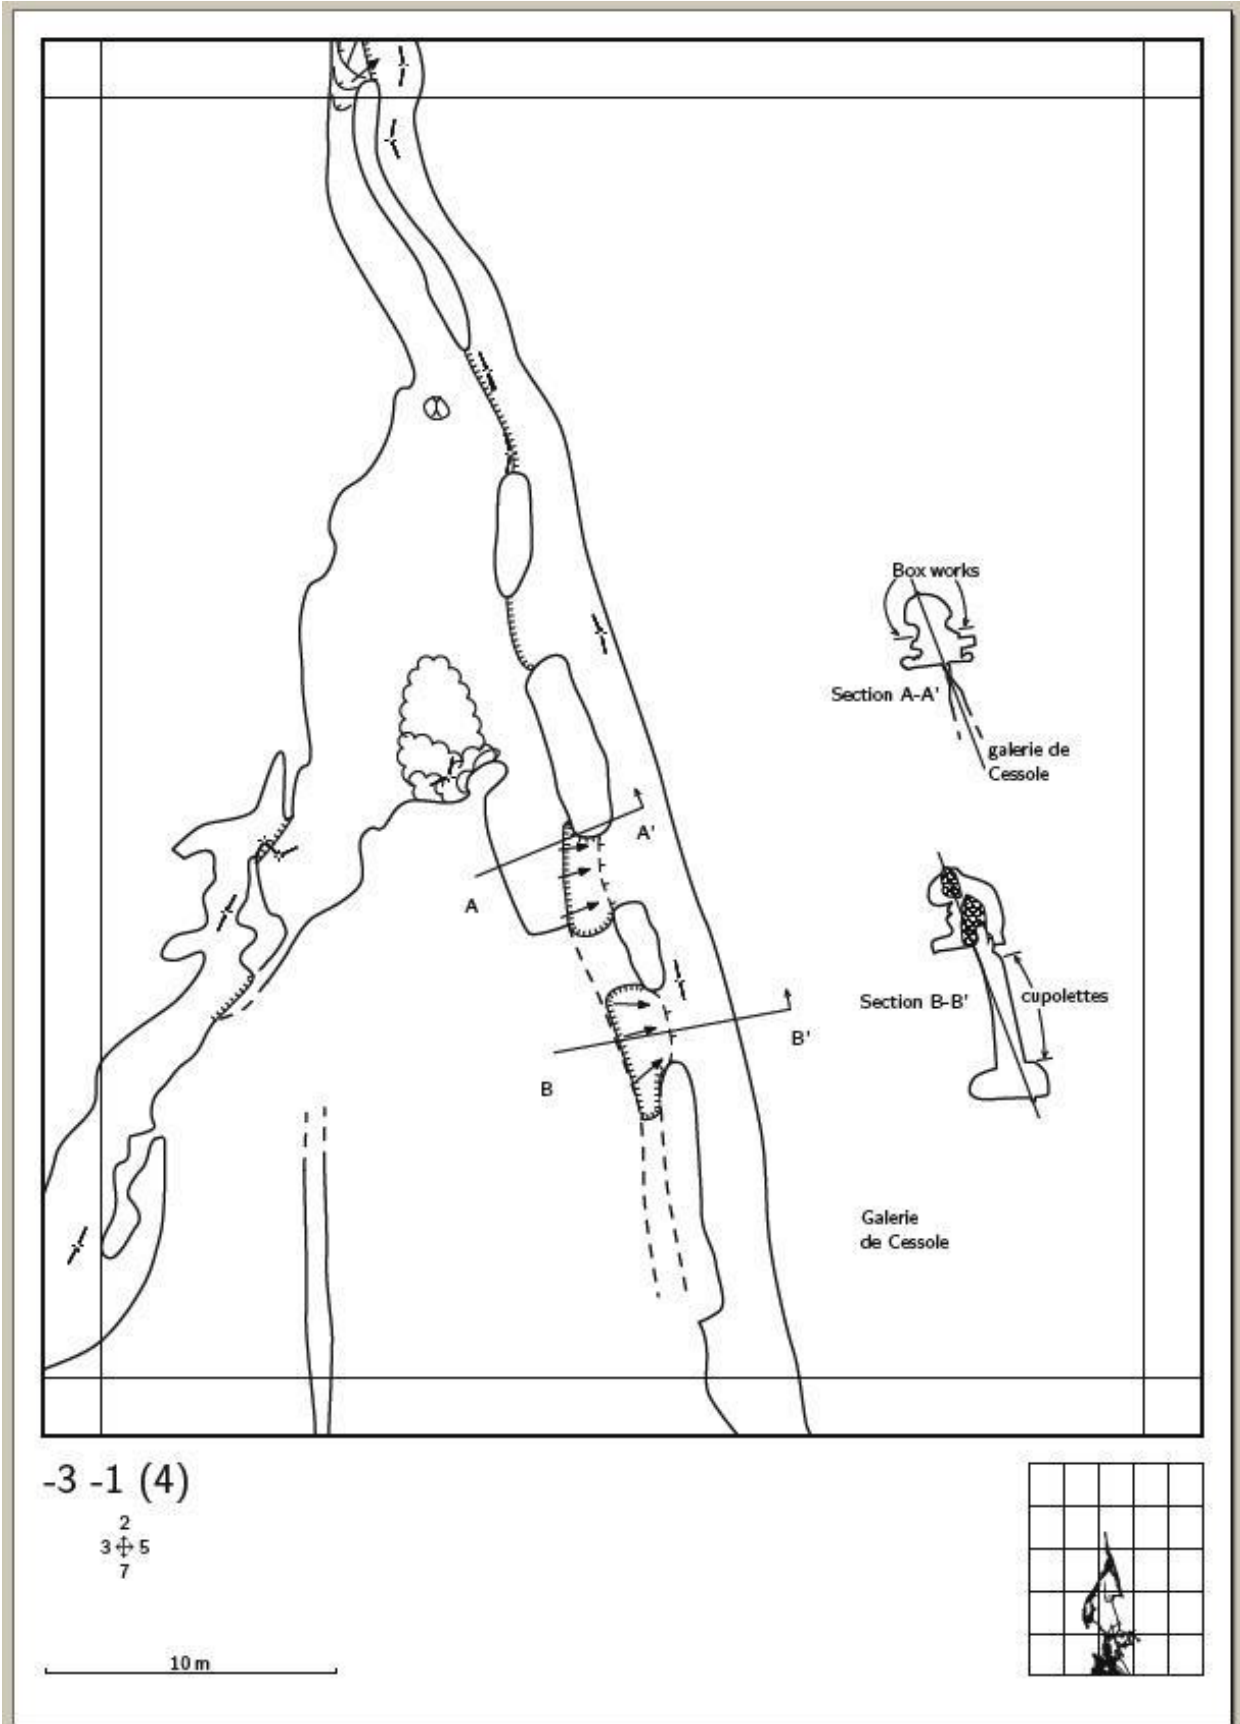 Box works
Section A-A'
galerie de
Cessole
A'
A
Section B-B'
cupolettes
B'
B
Galerie
de Cessole
-3 -1 (4)
2
3 5
7
10 m